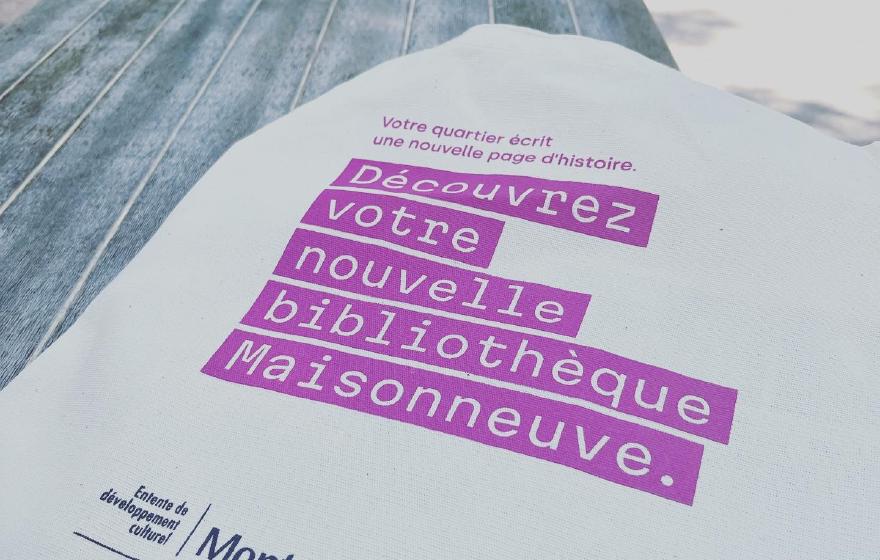 Votre quartier écrit
une nouvelle page d'histoire.
Découvrez
votre
nouvelle
bibliothèque
Maisonneuve.
Entente de
développement
culturel